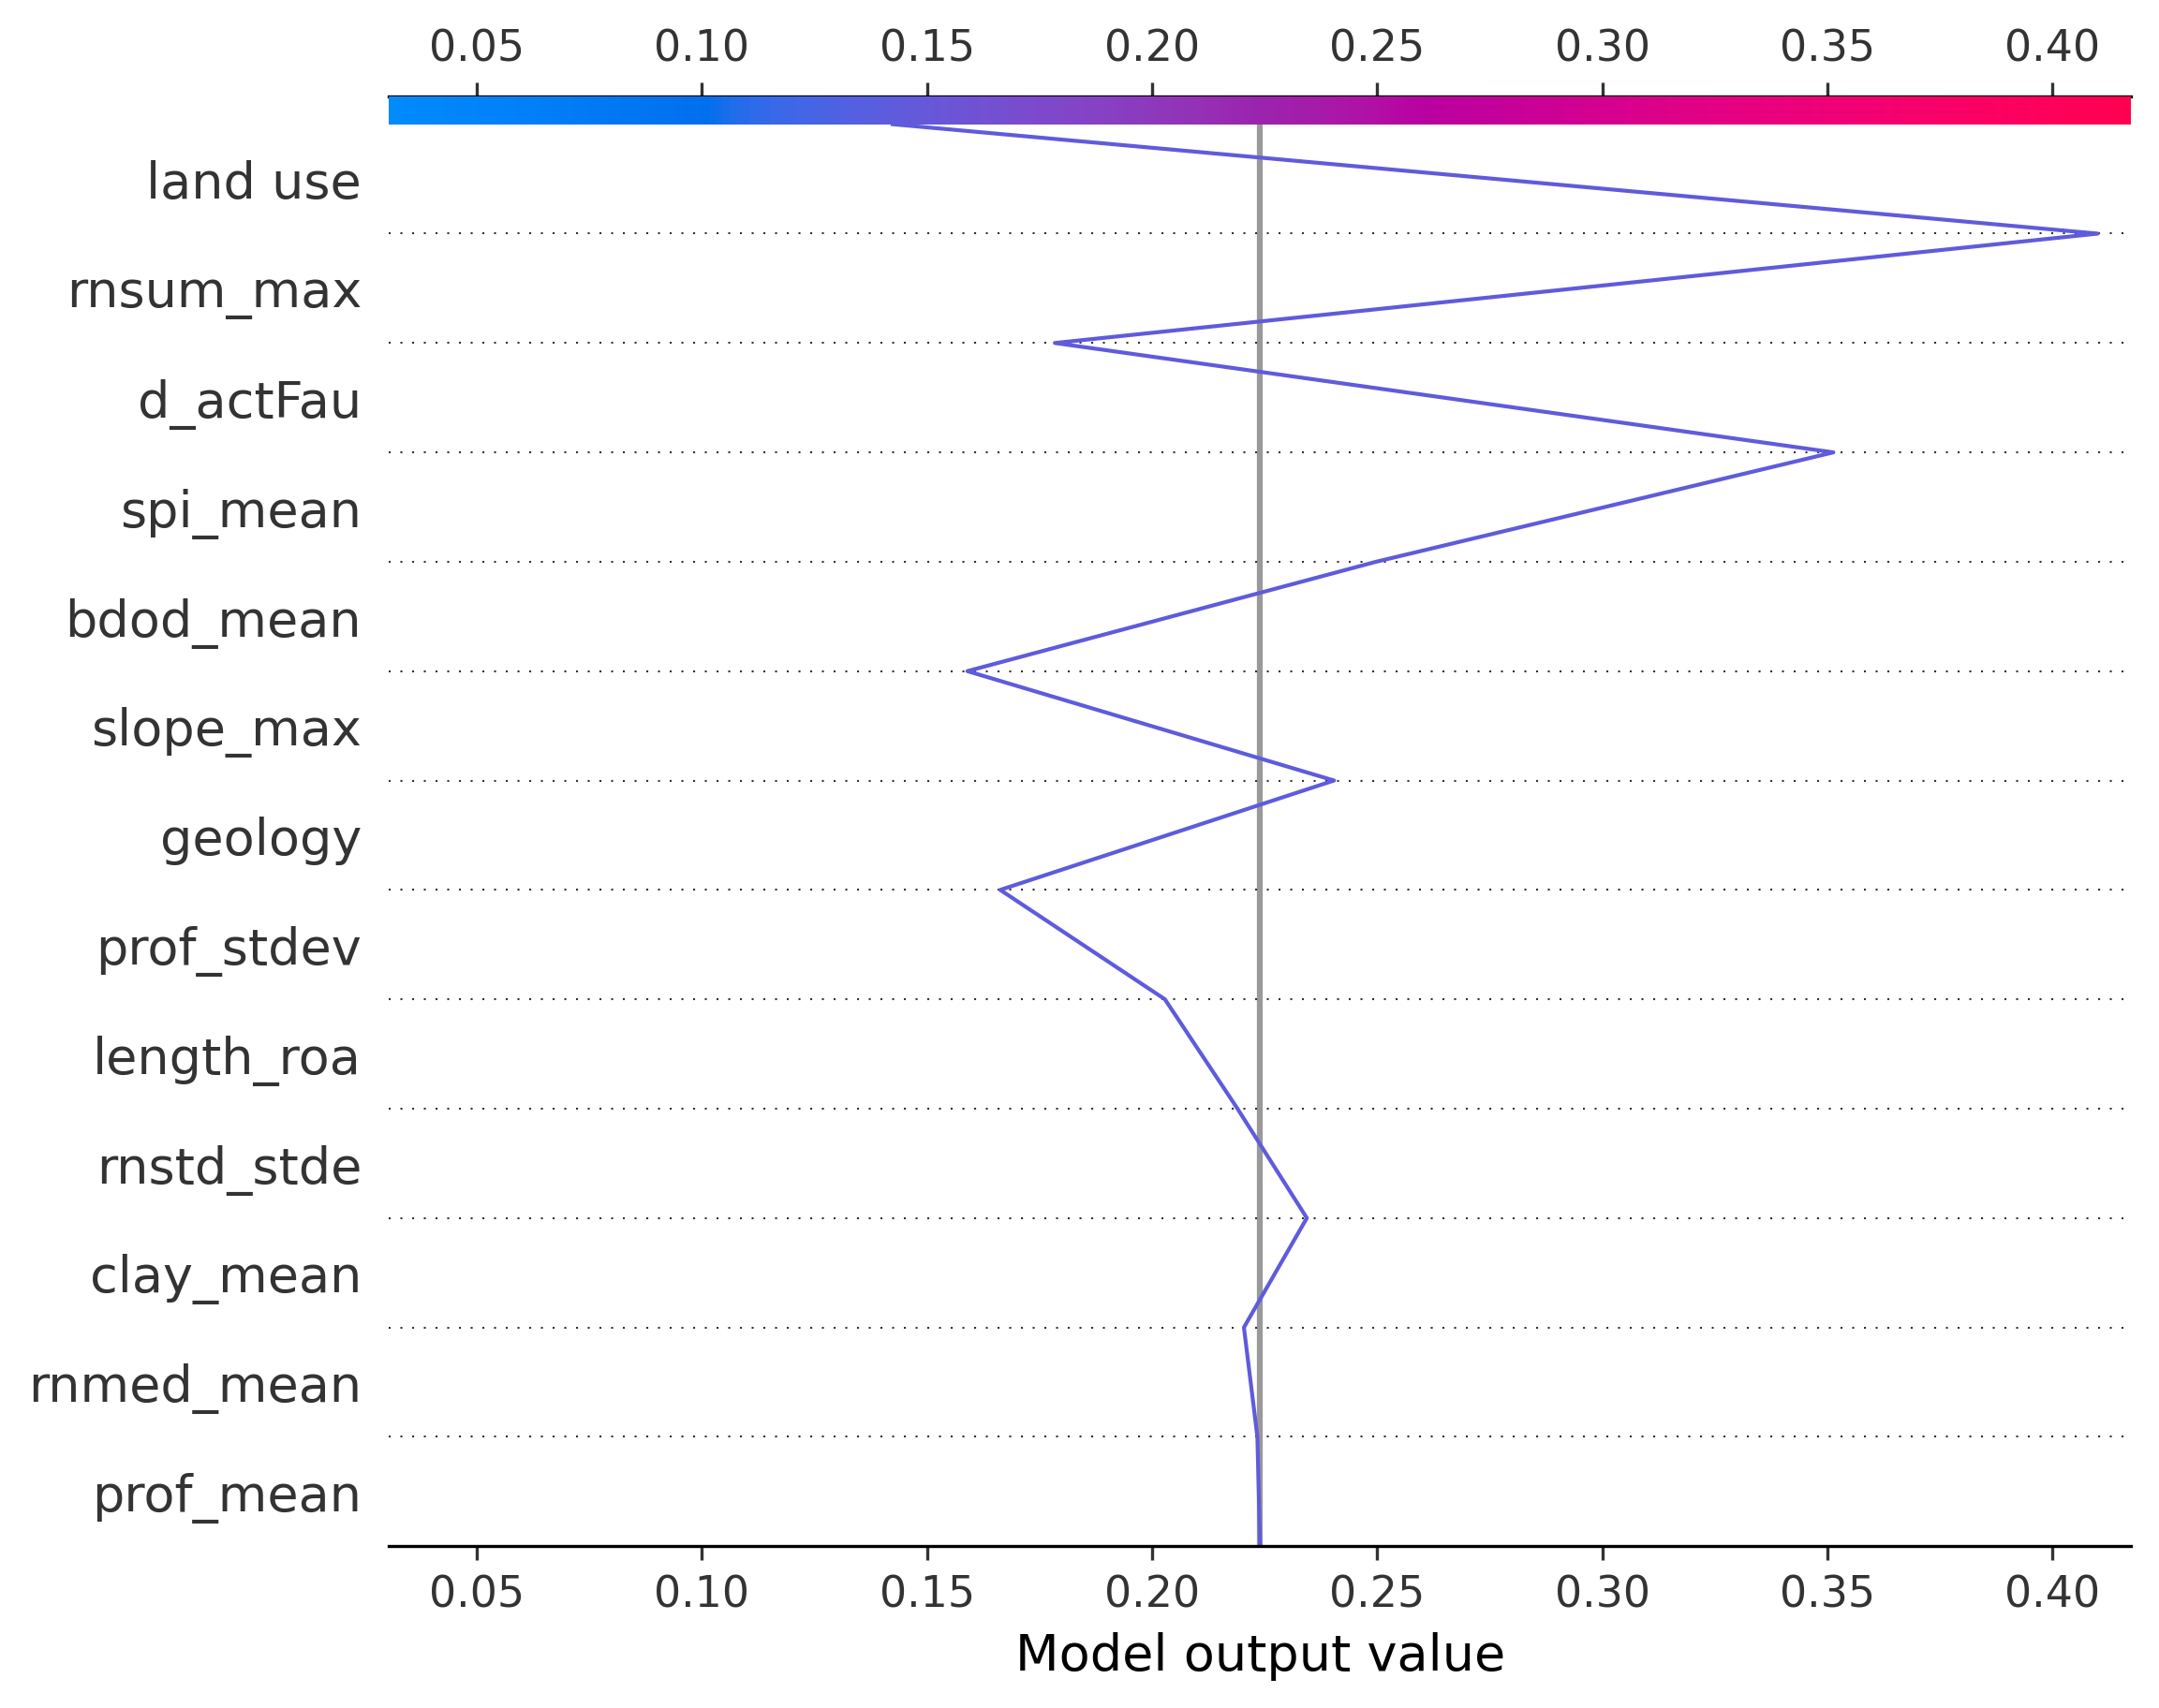 0.05 0.10 0.15 0.20 0.25 0.30 0.35 0.40
land use
rnsum_max
d_actFau
spi_mean
bdod_mean
slope_max
geology
prof_stdev
length_roa
rnstd_stde
clay_mean
rnmed_mean
prof_mean
0.05 0.10 0.15 0.20 0.25 0.30 0.35 0.40
Model output value